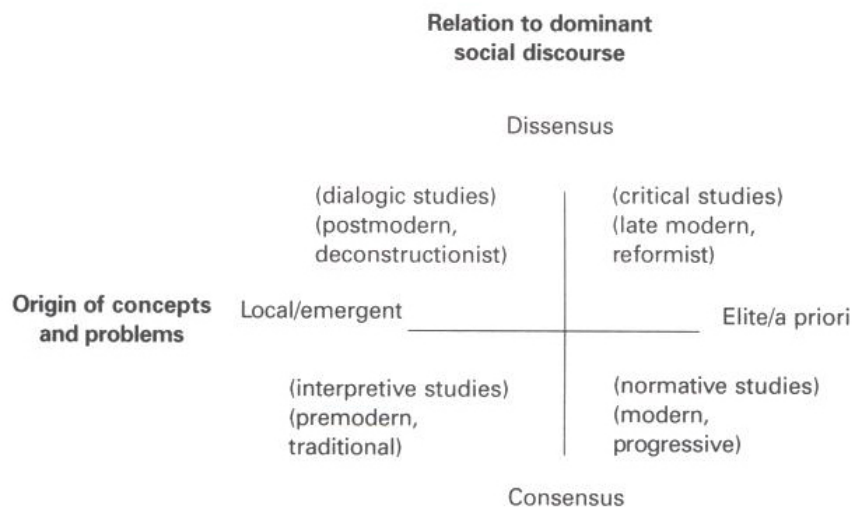 Relation to dominant
social discourse
Dissensus
(dialogic studies)
(postmodern,
deconstructionist)
(critical studies)
(late modern,
reformist)
Origin of concepts
and problems
Local/emergent
Elite/a priori
(interpretive studies)
(premodern,
traditional)
(normative studies)
(modern,
progressive)
Consensus